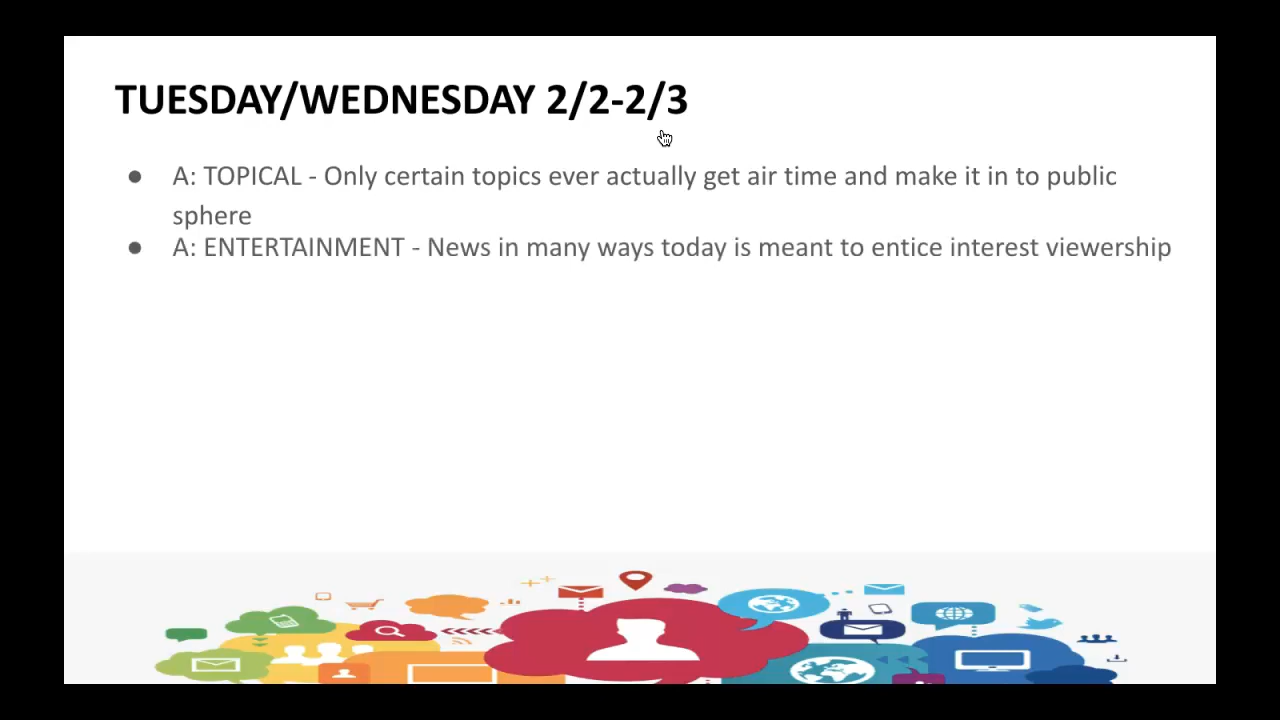 TUESDAY/WEDNESDAY 2/2-2/3
● A: TOPICAL - Only certain topics ever actually get air time and make it in to public
sphere
● A: ENTERTAINMENT - News in many ways today is meant to entice interest viewership